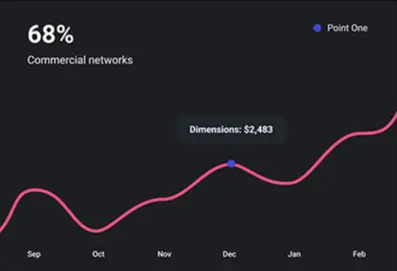 68%
Point One
Commercial networks
Dimensions: $2,483
Sep Oct Nov Dec Jan Feb